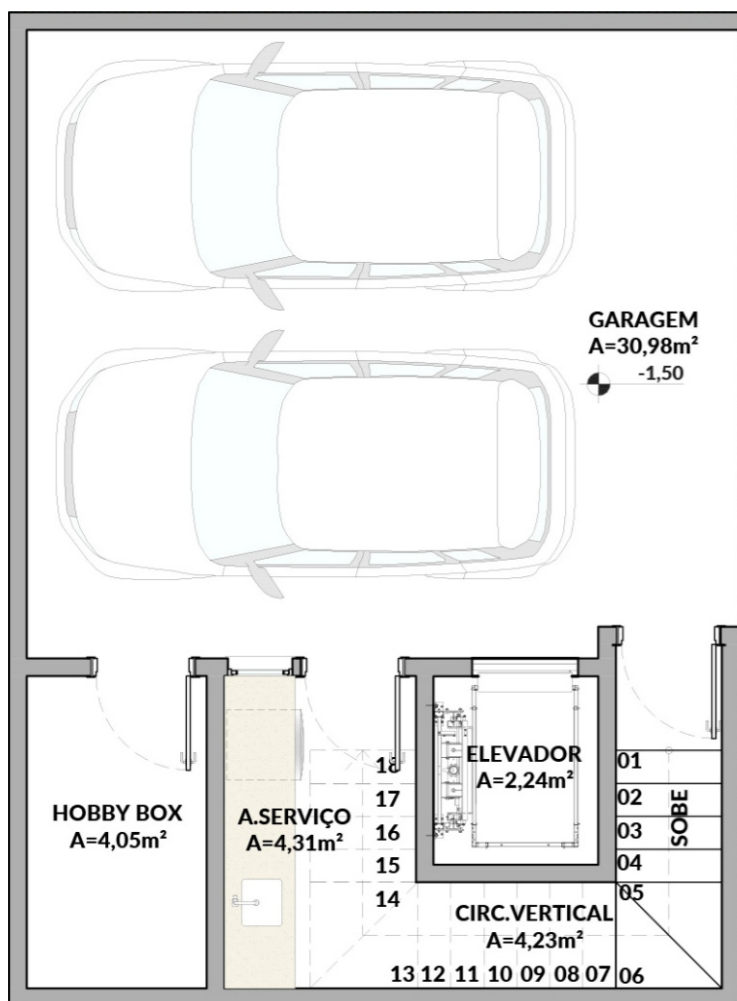 GARAGEM
A=30,98m²
-1,50
HOBBY BOX
A=4,05m²
A.SERVIÇO
A=4,31m²
ELEVADOR
A=2,24m²
CIRC.VERTICAL
A=4,23m²
SOBE
01
02
03
04
05
06
07
08
09
10
11
12
13
14
15
16
17
18